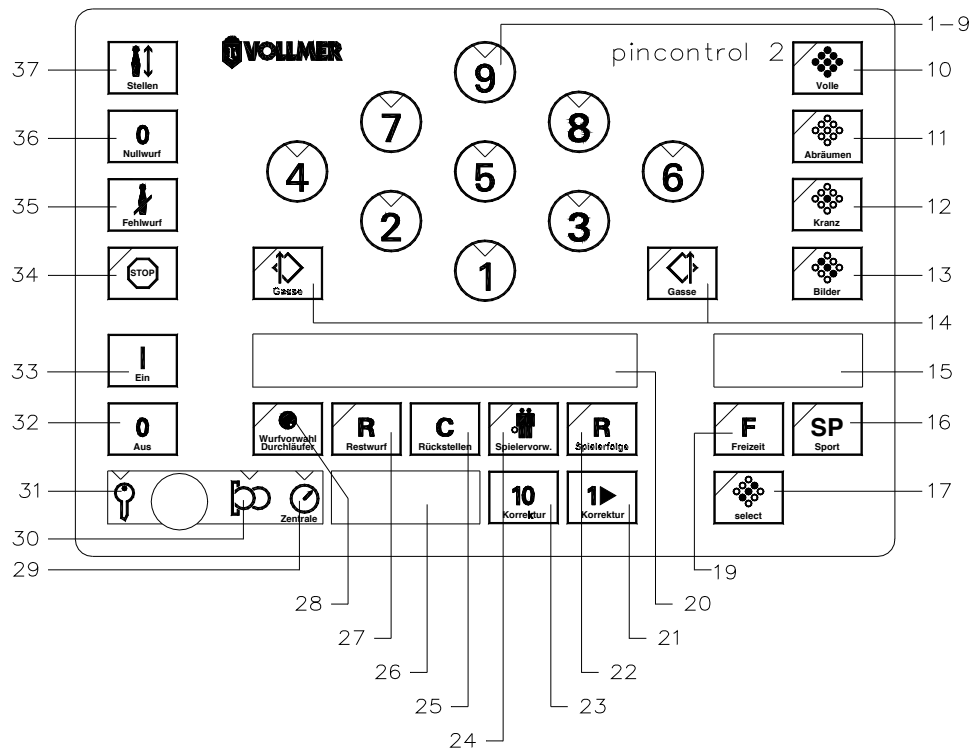 VOLLMER
pincontrol 2
1-9
9
7
8
4
5
6
2
3
1
37
Stellen
Volle
10
36
0
Nullwurf
Abräumen
11
35
Fehlwurf
Kranz
12
34
STOP
Gasse
Gasse
Bilder
13
14
33
I
Ein
15
32
0
Aus
Wurfvorwahl
Durchläufer
R
Restwurf
C
Rückstellen
Spielervorw.
R
Spielerfolge
F
Freizeit
SP
Sport
16
31
Zentrale
10
Korrektur
1
Korrektur
select
17
30
29
19
28
20
27
21
26
22
25
23
24